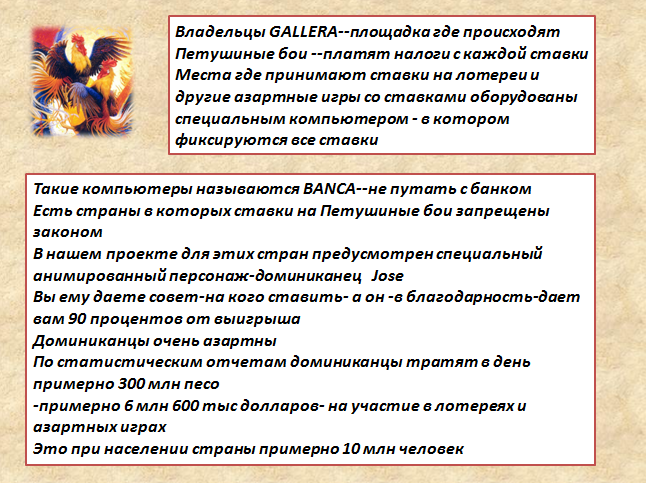 Владельцы GALLERA--площадка где происходят
Петушиные бои --платят налоги с каждой ставки
Места где принимают ставки на лотереи и
другие азартные игры со ставками оборудованы
специальным компьютером - в котором
фиксируются все ставки
Такие компьютеры называются BANCA--не путать с банком
Есть страны в которых ставки на Петушиные бои запрещены
законом
В нашем проекте для этих стран предусмотрен специальный
анимированный персонаж-доминиканец Jose
Вы ему даете совет-на кого ставить- а он -в благодарность-дает
вам 90 процентов от выигрыша
Доминиканцы очень азартны
По статистическим отчетам доминиканцы тратят в день
примерно 300 млн песо
-примерно 6 млн 600 тыс долларов- на участие в лотереях и
азартных играх
Это при населении страны примерно 10 млн человек